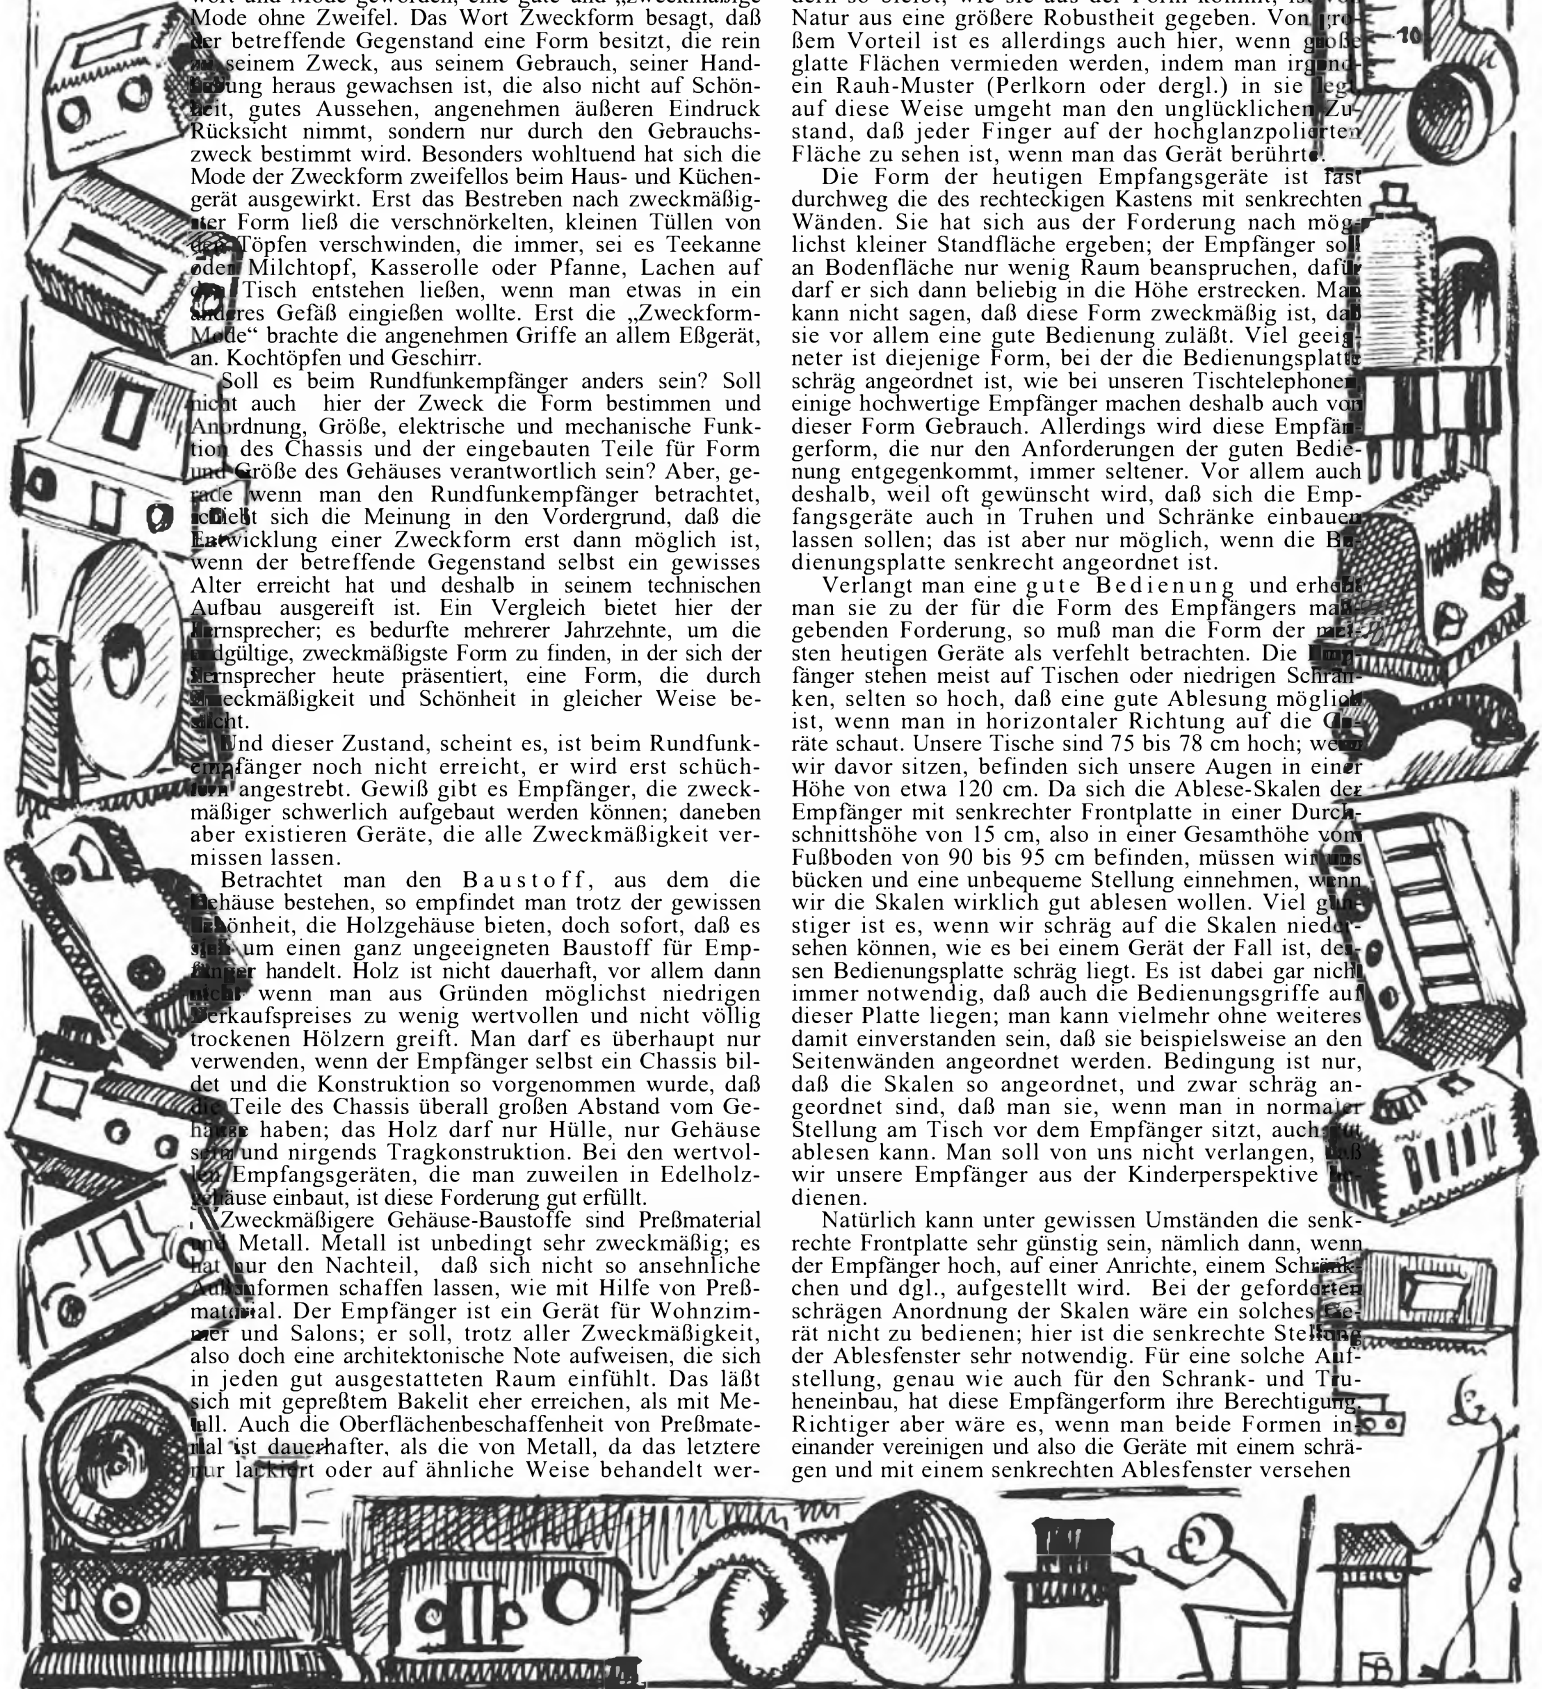 Mode ohne Zweifel. Das Wort Zweckform besagt, daß
der betreffende Gegenstand eine Form besitzt, die rein
seinem Zweck, aus seinem Gebrauch, seiner Hand-
heraus gewachsen ist, die also nicht auf Schön-
heit, gutes Aussehen, angenehmen äußeren Eindruck
Rücksicht nimmt, sondern nur durch den Gebrauchs-
zweck bestimmt wird. Besonders wohltuend hat sich die
Mode der Zweckform zweifellos beim Haus- und Küchen-
gerät ausgewirkt. Erst das Bestreben nach zweckmäßig-
ster Form ließ die verschnörkelten, kleinen Tüllen von
den Töpfen verschwinden, die immer, sei es Teekanne
oder Milchtopf, Kasserolle oder Pfanne, Lachen auf
Tisch entstehen ließen, wenn man etwas in ein
anderes Gefäß eingießen wollte. Erst die „Zweckform-
Mode“ brachte die angenehmen Griffe an allem Eßgerät,
an. Kochtöpfen und Geschirr.
Soll es beim Rundfunkempfänger anders sein? Soll
nicht auch hier der Zweck die Form bestimmen und
Anordnung, Größe, elektrische und mechanische Funk-
tion des Chassis und der eingebauten Teile für Form
und Größe des Gehäuses verantwortlich sein? Aber, ge-
rade wenn man den Rundfunkempfänger betrachtet,
schiebt sich die Meinung in den Vordergrund, daß die
Entwicklung einer Zweckform erst dann möglich ist,
wenn der betreffende Gegenstand selbst ein gewisses
Alter erreicht hat und deshalb in seinem technischen
Aufbau ausgereift ist. Ein Vergleich bietet hier der
Fernsprecher; es bedurfte mehrerer Jahrzehnte, um die
endgültige, zweckmäßigste Form zu finden, in der sich der
Fernsprecher heute präsentiert, eine Form, die durch
Zweckmäßigkeit und Schönheit in gleicher Weise be-
sticht.
Und dieser Zustand, scheint es, ist beim Rundfunk-
empfänger noch nicht erreicht, er wird erst schüch-
tern angestrebt. Gewiß gibt es Empfänger, die zweck-
mäßiger schwerlich aufgebaut werden können; daneben
aber existieren Geräte, die alle Zweckmäßigkeit ver-
missen lassen.
Betrachtet man den Baustoff, aus dem die
Gehäuse bestehen, so empfindet man trotz der gewissen
Schönheit, die Holzgehäuse bieten, doch sofort, daß es
sich um einen ganz ungeeigneten Baustoff für Emp-
fänger handelt. Holz ist nicht dauerhaft, vor allem dann
nicht wenn man aus Gründen möglichst niedrigen
Verkaufspreises zu wenig wertvollen und nicht völlig
trockenen Hölzern greift. Man darf es überhaupt nur
verwenden, wenn der Empfänger selbst ein Chassis bil-
det und die Konstruktion so vorgenommen wurde, daß
die Teile des Chassis überall großen Abstand vom Ge-
häuse haben; das Holz darf nur Hülle, nur Gehäuse
sein und nirgends Tragkonstruktion. Bei den wertvol-
len Empfangsgeräten, die man zuweilen in Edelholz-
gehäuse einbaut, ist diese Forderung gut erfüllt.
Zweckmäßigere Gehäuse-Baustoffe sind Preßmaterial
und Metall. Metall ist unbedingt sehr zweckmäßig; es
hat nur den Nachteil, daß sich nicht so ansehnliche
Außenformen schaffen lassen, wie mit Hilfe von Preß-
material. Der Empfänger ist ein Gerät für Wohnzim-
mer und Salons; er soll, trotz aller Zweckmäßigkeit,
also doch eine architektonische Note aufweisen, die sich
in jeden gut ausgestatteten Raum einfühlt. Das läßt
sich mit gepreßtem Bakelit eher erreichen, als mit Me-
tall. Auch die Oberflächenbeschaffenheit von Preßmate-
rial ist dauerhafter, als die von Metall, da das letztere
nur lackiert oder auf ähnliche Weise behandelt wer-
Natur aus eine größere Robustheit gegeben. Von gro-
ßem Vorteil ist es allerdings auch hier, wenn große
glatte Flächen vermieden werden, indem man irgend-
ein Rauh-Muster (Perlkorn oder dergl.) in sie legt
auf diese Weise umgeht man den unglücklichen Zu-
stand, daß jeder Finger auf der hochglanzpolierten
Fläche zu sehen ist, wenn man das Gerät berührte.
Die Form der heutigen Empfangsgeräte ist fast
durchweg die des rechteckigen Kastens mit senkrechten
Wänden. Sie hat sich aus der Forderung nach mög-
lichst kleiner Standfläche ergeben; der Empfänger soll
an Bodenfläche nur wenig Raum beanspruchen, dafür
darf er sich dann beliebig in die Höhe erstrecken. Man
kann nicht sagen, daß diese Form zweckmäßig ist, daß
sie vor allem eine gute Bedienung zuläßt. Viel geeig-
neter ist diejenige Form, bei der die Bedienungsplatte
schräg angeordnet ist, wie bei unseren Tischtelephonen,
einige hochwertige Empfänger machen deshalb auch von
dieser Form Gebrauch. Allerdings wird diese Empfän-
gerform, die nur den Anforderungen der guten Bedie-
nung entgegenkommt, immer seltener. Vor allem auch
deshalb, weil oft gewünscht wird, daß sich die Emp-
fangsgeräte auch in Truhen und Schränke einbauen
lassen sollen; das ist aber nur möglich, wenn die Be-
dienungsplatte senkrecht angeordnet ist.
Verlangt man eine gute Bedienung und erhebt
man sie zu der für die Form des Empfängers maß-
gebenden Forderung, so muß man die Form der mei-
sten heutigen Geräte als verfehlt betrachten. Die Emp-
fänger stehen meist auf Tischen oder niedrigen Schrän-
ken, selten so hoch, daß eine gute Ablesung möglich
ist, wenn man in horizontaler Richtung auf die Ge-
räte schaut. Unsere Tische sind 75 bis 78 cm hoch; wenn
wir davor sitzen, befinden sich unsere Augen in einer
Höhe von etwa 120 cm. Da sich die Ablese-Skalen der
Empfänger mit senkrechter Frontplatte in einer Durch-
schnittshöhe von 15 cm, also in einer Gesamthöhe vom
Fußboden von 90 bis 95 cm befinden, müssen wir uns
bücken und eine unbequeme Stellung einnehmen, wenn
wir die Skalen wirklich gut ablesen wollen. Viel gün-
stiger ist es, wenn wir schräg auf die Skalen nieder-
sehen können, wie es bei einem Gerät der Fall ist, des-
sen Bedienungsplatte schräg liegt. Es ist dabei gar nicht
immer notwendig, daß auch die Bedienungsgriffe auf
dieser Platte liegen; man kann vielmehr ohne weiteres
damit einverstanden sein, daß sie beispielsweise an den
Seitenwänden angeordnet werden. Bedingung ist nur,
daß die Skalen so angeordnet, und zwar schräg an-
geordnet sind, daß man sie, wenn man in normaler
Stellung am Tisch vor dem Empfänger sitzt, auch gut
ablesen kann. Man soll von uns nicht verlangen, daß
wir unsere Empfänger aus der Kinderperspektive be-
dienen.
Natürlich kann unter gewissen Umständen die senk-
rechte Frontplatte sehr günstig sein, nämlich dann, wenn
der Empfänger hoch, auf einer Anrichte, einem Schränk-
chen und dgl., aufgestellt wird. Bei der geforderten
schrägen Anordnung der Skalen wäre ein solches Ge-
rät nicht zu bedienen; hier ist die senkrechte Stellung
der Ablesfenster sehr notwendig. Für eine solche Auf-
stellung, genau wie auch für den Schrank- und Tru-
heneinbau, hat diese Empfängerform ihre Berechtigung.
Richtiger aber wäre es, wenn man beide Formen in-
einander vereinigen und also die Geräte mit einem schrä-
gen und mit einem senkrechten Ablesfenster versehen
10